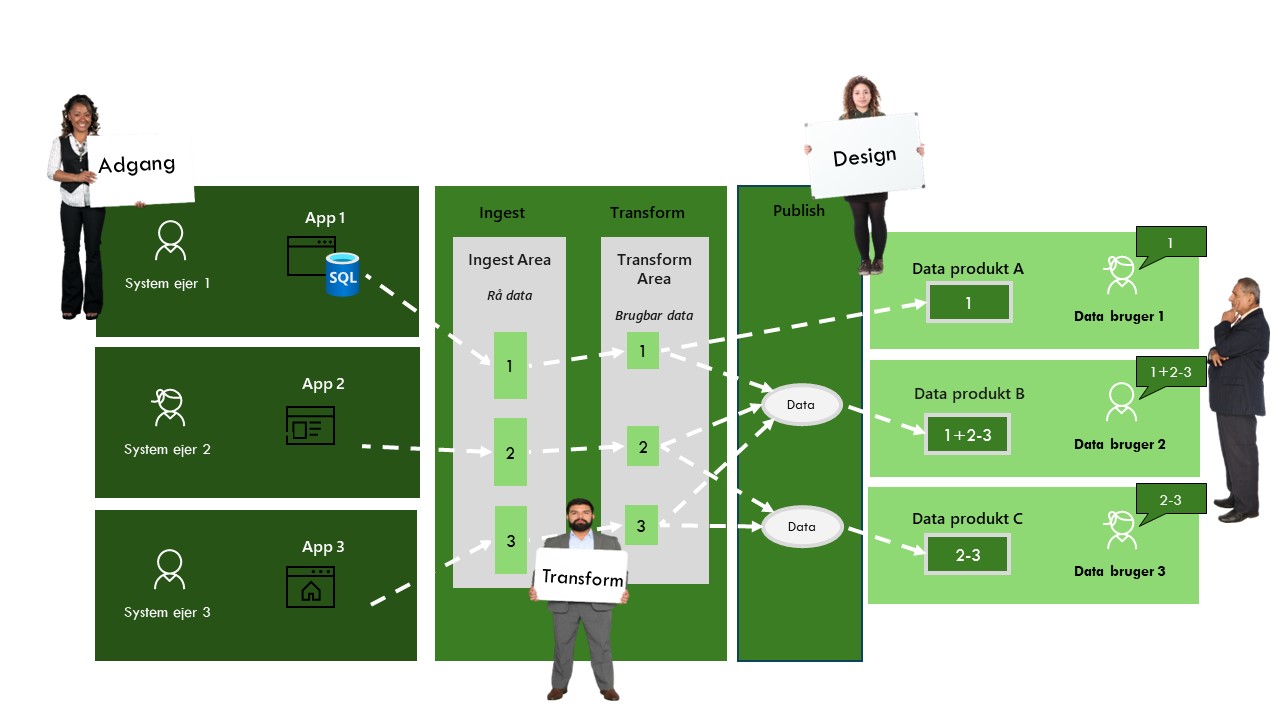 Adgang
System ejer 1
App 1
SQL
System ejer 2
App 2
System ejer 3
App 3
Ingest
Transform
Ingest Area
Rå data
1
2
3
Transform
Area
Brugbar data
1
2
3
Transform
Design
Publish
Data
Data
Data produkt A
1
Data bruger 1
1
Data produkt B
1+2-3
Data bruger 2
1+2-3
Data produkt C
2-3
Data bruger 3
2-3